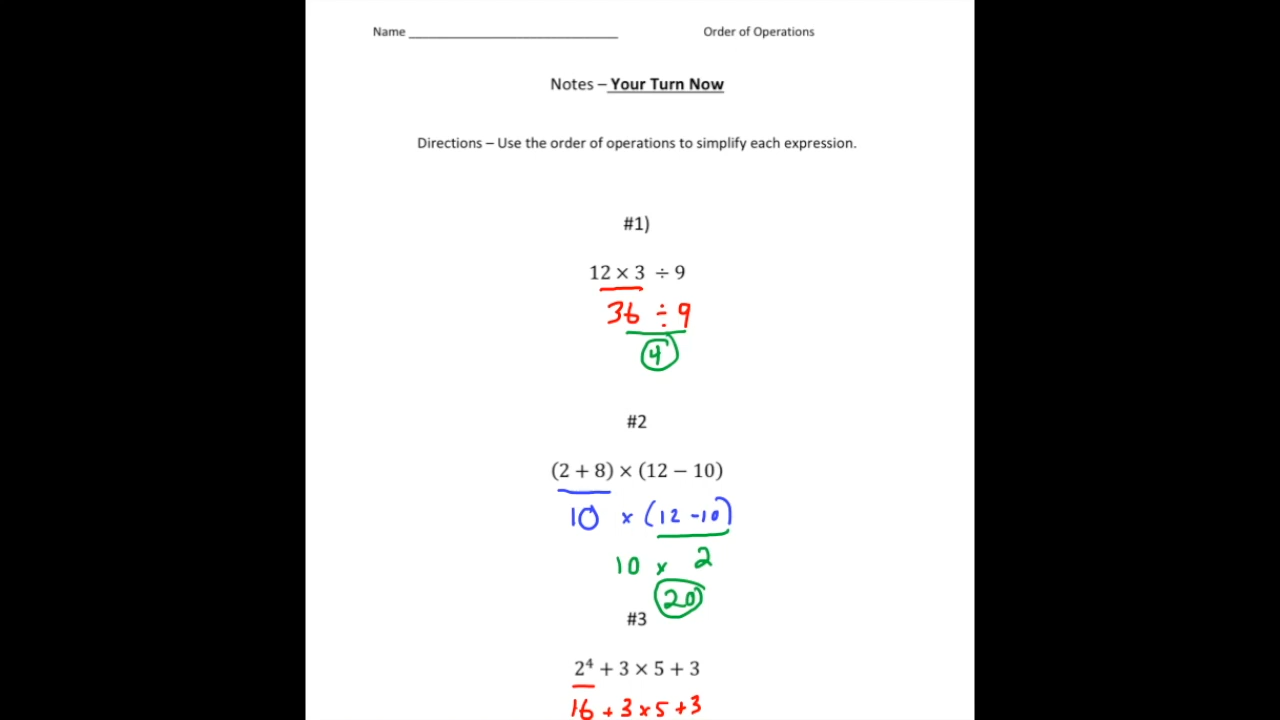 Name ______________________________ Order of Operations
Notes – Your Turn Now
Directions – Use the order of operations to simplify each expression.
#1)
12 × 3 ÷ 9
36 ÷ 9
4
#2
(2 + 8) × (12 − 10)
10 × (12 - 10)
10 × 2
20
#3
2⁴ + 3 × 5 + 3
16 + 3 × 5 + 3